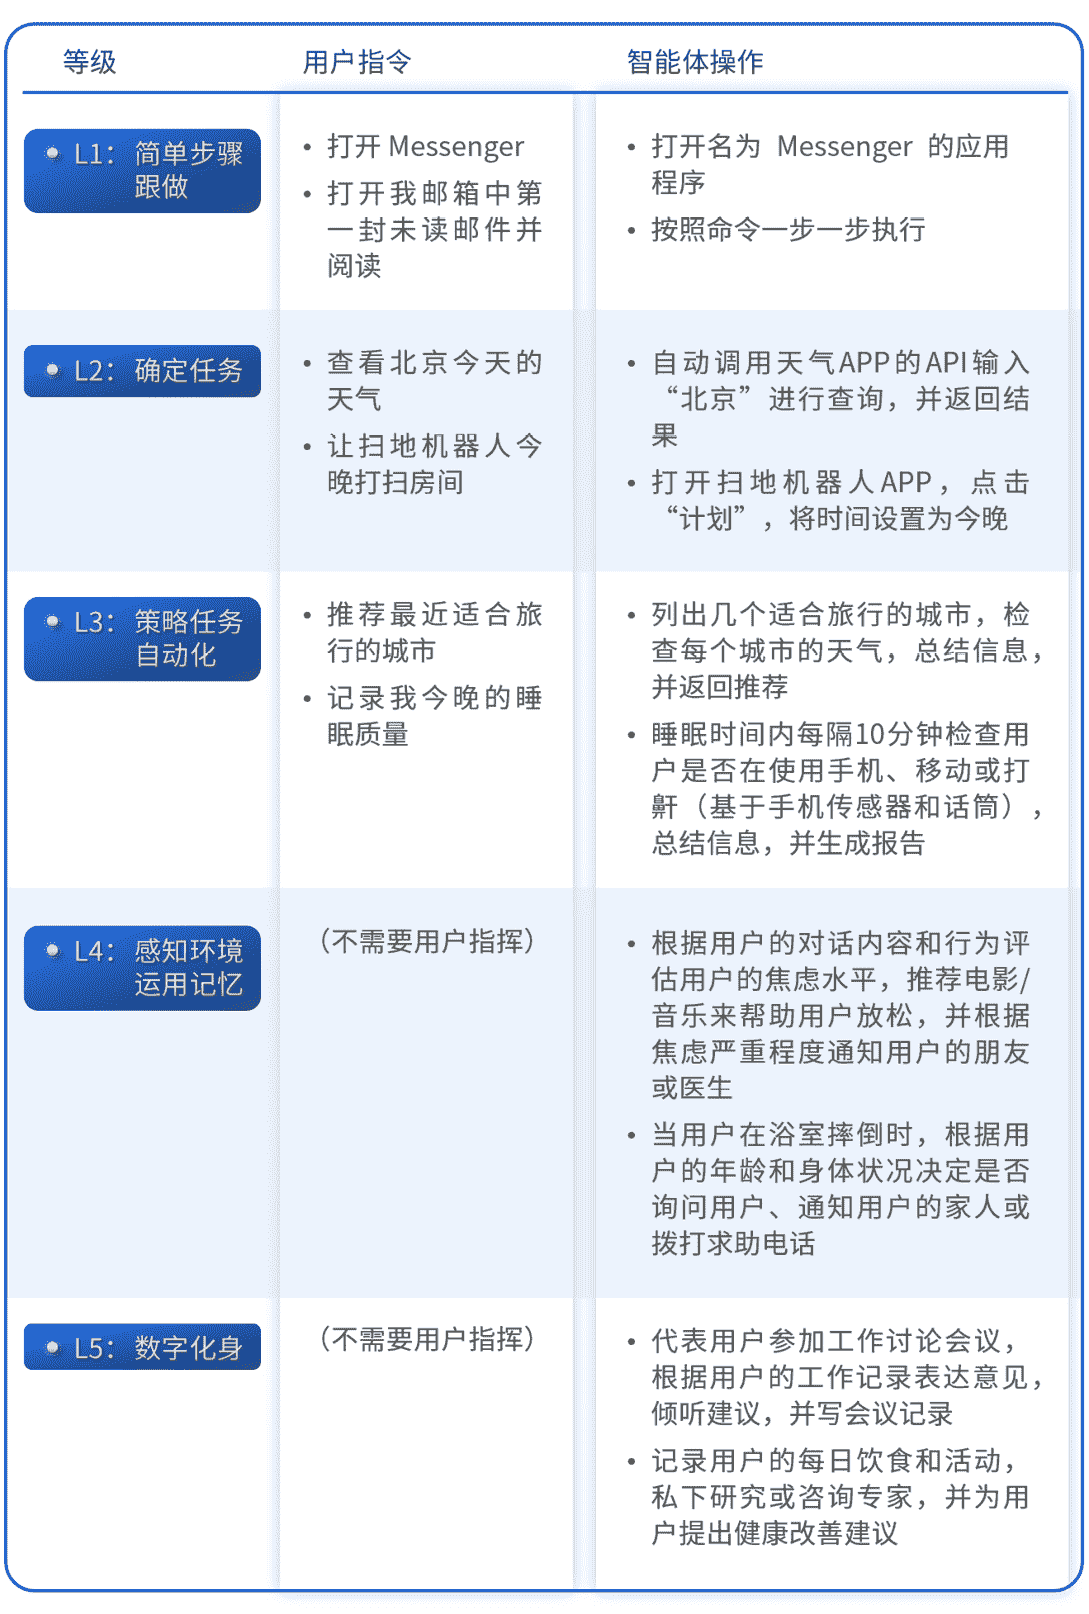 等级
用户指令
智能体操作
L1：简单步骤
跟做
• 打开 Messenger
• 打开我邮箱中第
一封未读邮件并
阅读
• 打开名为 Messenger 的应用
程序
• 按照命令一步一步执行
L2：确定任务
• 查看北京今天的
天气
• 让扫地机器人今
晚打扫房间
• 自动调用天气APP的API输入
“北京”进行查询，并返回结
果
• 打开扫地机器人APP，点击
“计划”，将时间设置为今晚
L3：策略任务
自动化
• 推荐最近适合旅
行的城市
• 记录我今晚的睡
眠质量
• 列出几个适合旅行的城市，检
查每个城市的天气，总结信息，
并返回推荐
• 睡眠时间内每隔10分钟检查用
户是否在使用手机、移动或打
鼾（基于手机传感器和话筒），
总结信息，并生成报告
L4：感知环境
运用记忆
（不需要用户指挥）
• 根据用户的对话内容和行为评
估用户的焦虑水平，推荐电影/
音乐来帮助用户放松，并根据
焦虑严重程度通知用户的朋友
或医生
• 当用户在浴室摔倒时，根据用
户的年龄和身体状况决定是否
询问用户、通知用户的家人或
拨打求助电话
L5：数字化身
（不需要用户指挥）
• 代表用户参加工作讨论会议，
根据用户的工作记录表达意见，
倾听建议，并写会议记录
• 记录用户的每日饮食和活动，
私下研究或咨询专家，并为用
户提出健康改善建议